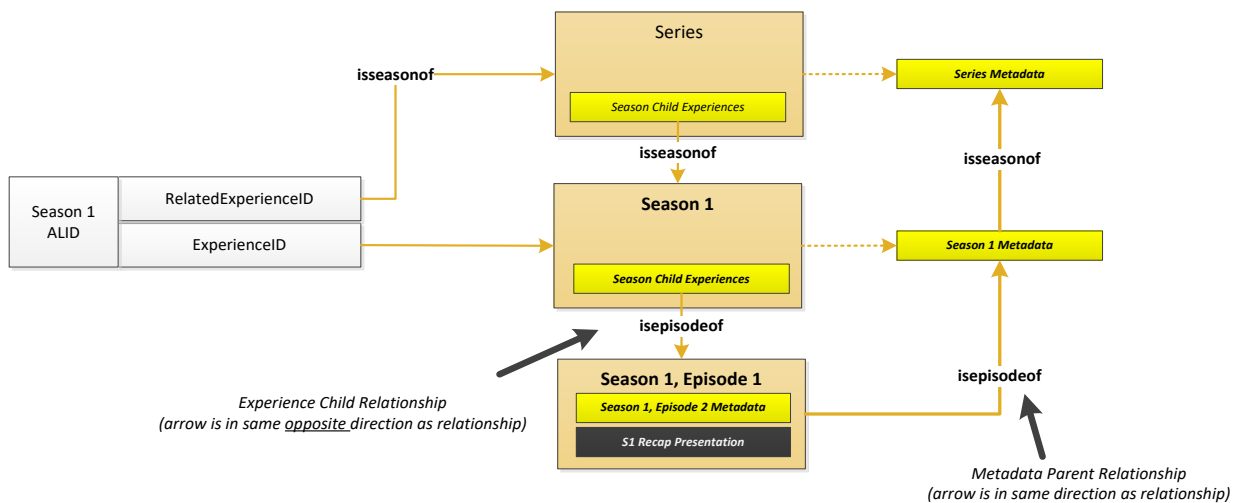 Series
isseasonof
Series Metadata
Season Child Experiences
isseasonof
isseasonof
Season 1
ALID
RelatedExperienceID
ExperienceID
Season 1
Season 1 Metadata
Season Child Experiences
isepisodeof
Season 1, Episode 1
isepisodeof
Season 1, Episode 2 Metadata
S1 Recap Presentation
Experience Child Relationship
(arrow is in same opposite direction as relationship)
Metadata Parent Relationship
(arrow is in same direction as relationship)